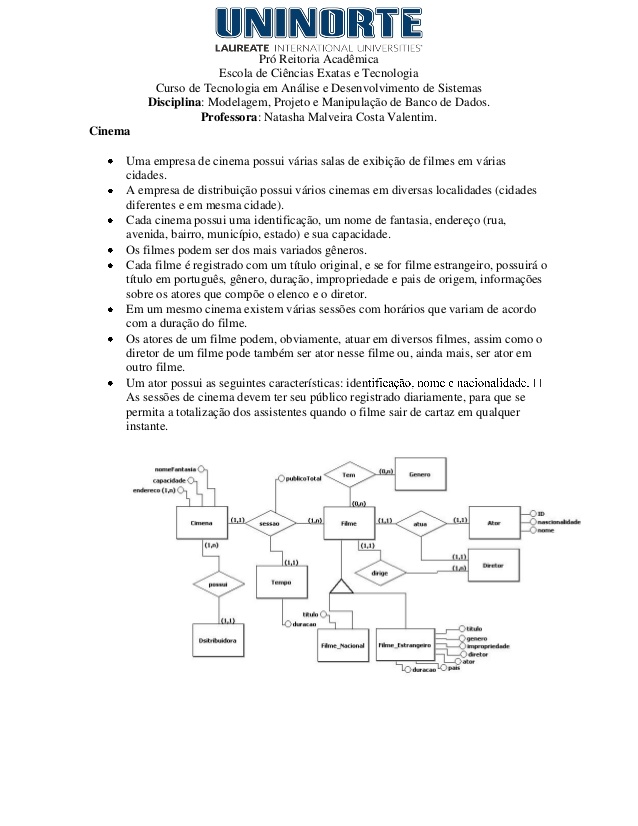 UNINORTE
LAUREATE INTERNATIONAL UNIVERSITIES
Pró Reitoria Acadêmica
Escola de Ciências Exatas e Tecnologia
Curso de Tecnologia em Análise e Desenvolvimento de Sistemas
Disciplina: Modelagem, Projeto e Manipulação de Banco de Dados.
Professora: Natasha Malveira Costa Valentim.
Cinema
• Uma empresa de cinema possui várias salas de exibição de filmes em várias
cidades.
• A empresa de distribuição possui vários cinemas em diversas localidades (cidades
diferentes e em mesma cidade).
• Cada cinema possui uma identificação, um nome de fantasia, endereço (rua,
avenida, bairro, município, estado) e sua capacidade.
• Os filmes podem ser dos mais variados gêneros.
• Cada filme é registrado com um título original, e se for filme estrangeiro, possuirá o
título em português, gênero, duração, impropriedade e pais de origem, informações
sobre os atores que compõe o elenco e o diretor.
• Em um mesmo cinema existem várias sessões com horários que variam de acordo
com a duração do filme.
• Os atores de um filme podem, obviamente, atuar em diversos filmes, assim como o
diretor de um filme pode também ser ator nesse filme ou, ainda mais, ser ator em
outro filme.
• Um ator possui as seguintes características: identificação, nome e nacionalidade. | |
As sessões de cinema devem ter seu público registrado diariamente, para que se
permita a totalização dos assistentes quando o filme sair de cartaz em qualquer
instante.
nomeFantasia
capacidade
endereco (1,n)
publicoTotal
Tem
(0,n)
Genero
(0,n)
Cinema
(1,1)
sessao
(1,n)
Filme
(1,1)
atua
(1,1)
Ator
ID
nascionalidade
nome
(1,n)
(1,1)
(1,1)
(1,1)
(1,n)
possui
Tempo
dirige
Diretor
(1,1)
duracao
titulo
Dsitribuidora
Filme_Nacional
Filme_Estrangeiro
titulo
genero
impropriedade
diretor
ator
pais
duracao